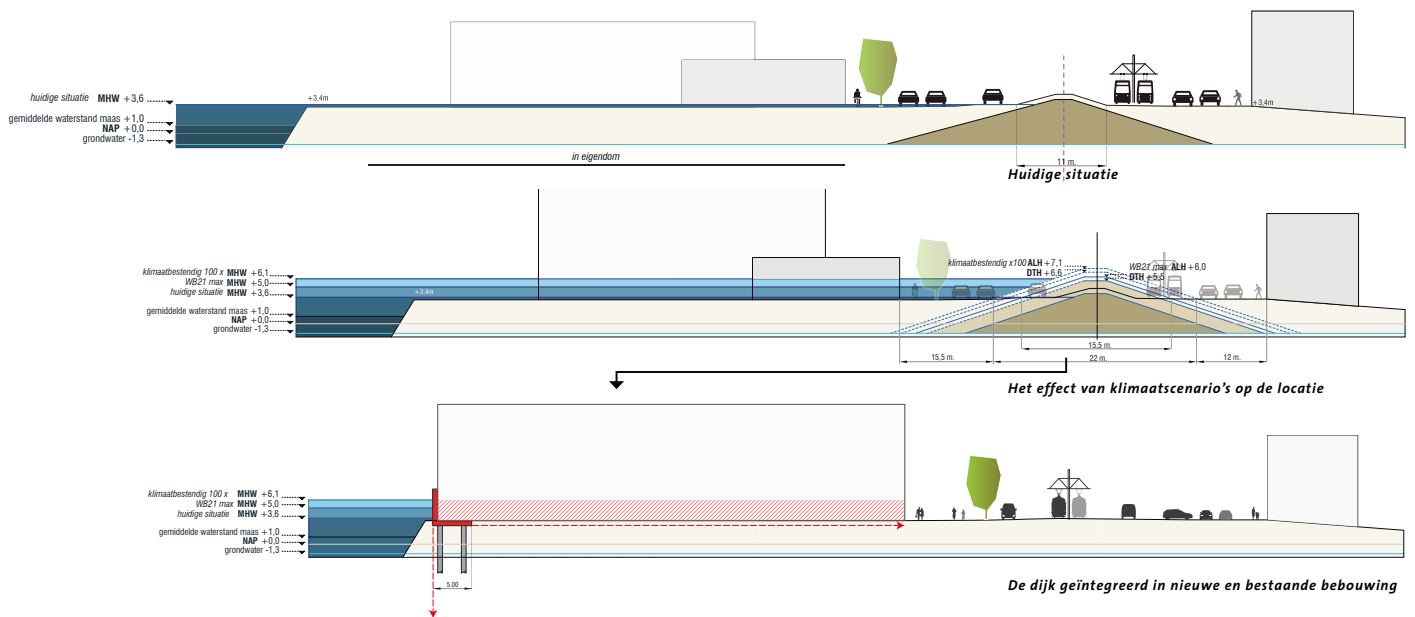 huidige situatie MHW +3,6
+3,4m
gemiddelde waterstand maas +1,0
NAP +0,0
grondwater -1,3
+3,4m
in eigendom
11 m.
Huidige situatie
klimaatbestendig 100 x MHW +6,1
WB21 max MHW +5,0
huidige situatie MHW +3,6
+3,4m
gemiddelde waterstand maas +1,0
NAP +0,0
grondwater -1,3
klimaatbestendig x100 ALH +7,1
DTH +6,6
WB21 max ALH +6,0
DTH +5,5
15,5 m.
15,5 m.
22 m.
12 m.
Het effect van klimaatscenario's op de locatie
klimaatbestendig 100 x MHW +6,1
WB21 max MHW +5,0
huidige situatie MHW +3,6
gemiddelde waterstand maas +1,0
NAP +0,0
grondwater -1,3
5.00
De dijk geïntegreerd in nieuwe en bestaande bebouwing